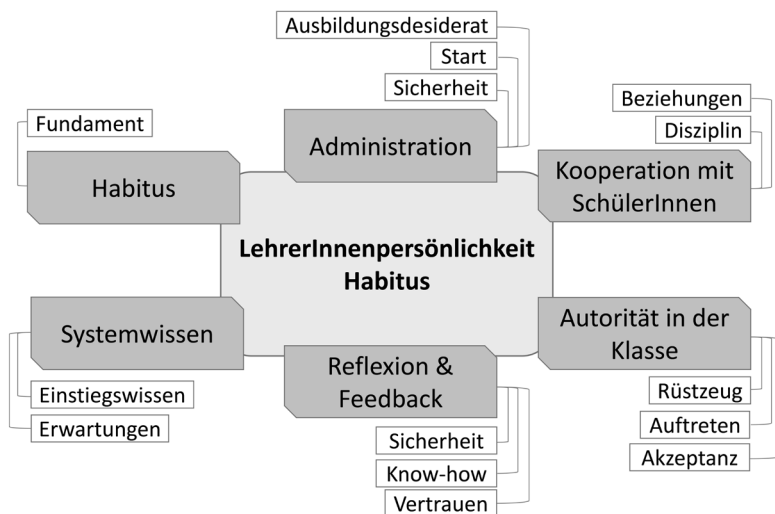 Ausbildungsdesiderat
Start
Sicherheit
Administration
Fundament
Habitus
Beziehungen
Disziplin
Kooperation mit
SchülerInnen
LehrerInnenpersönlichkeit
Habitus
Systemwissen
Einstiegswissen
Erwartungen
Reflexion &
Feedback
Sicherheit
Know-how
Vertrauen
Autorität in der
Klasse
Rüstzeug
Auftreten
Akzeptanz